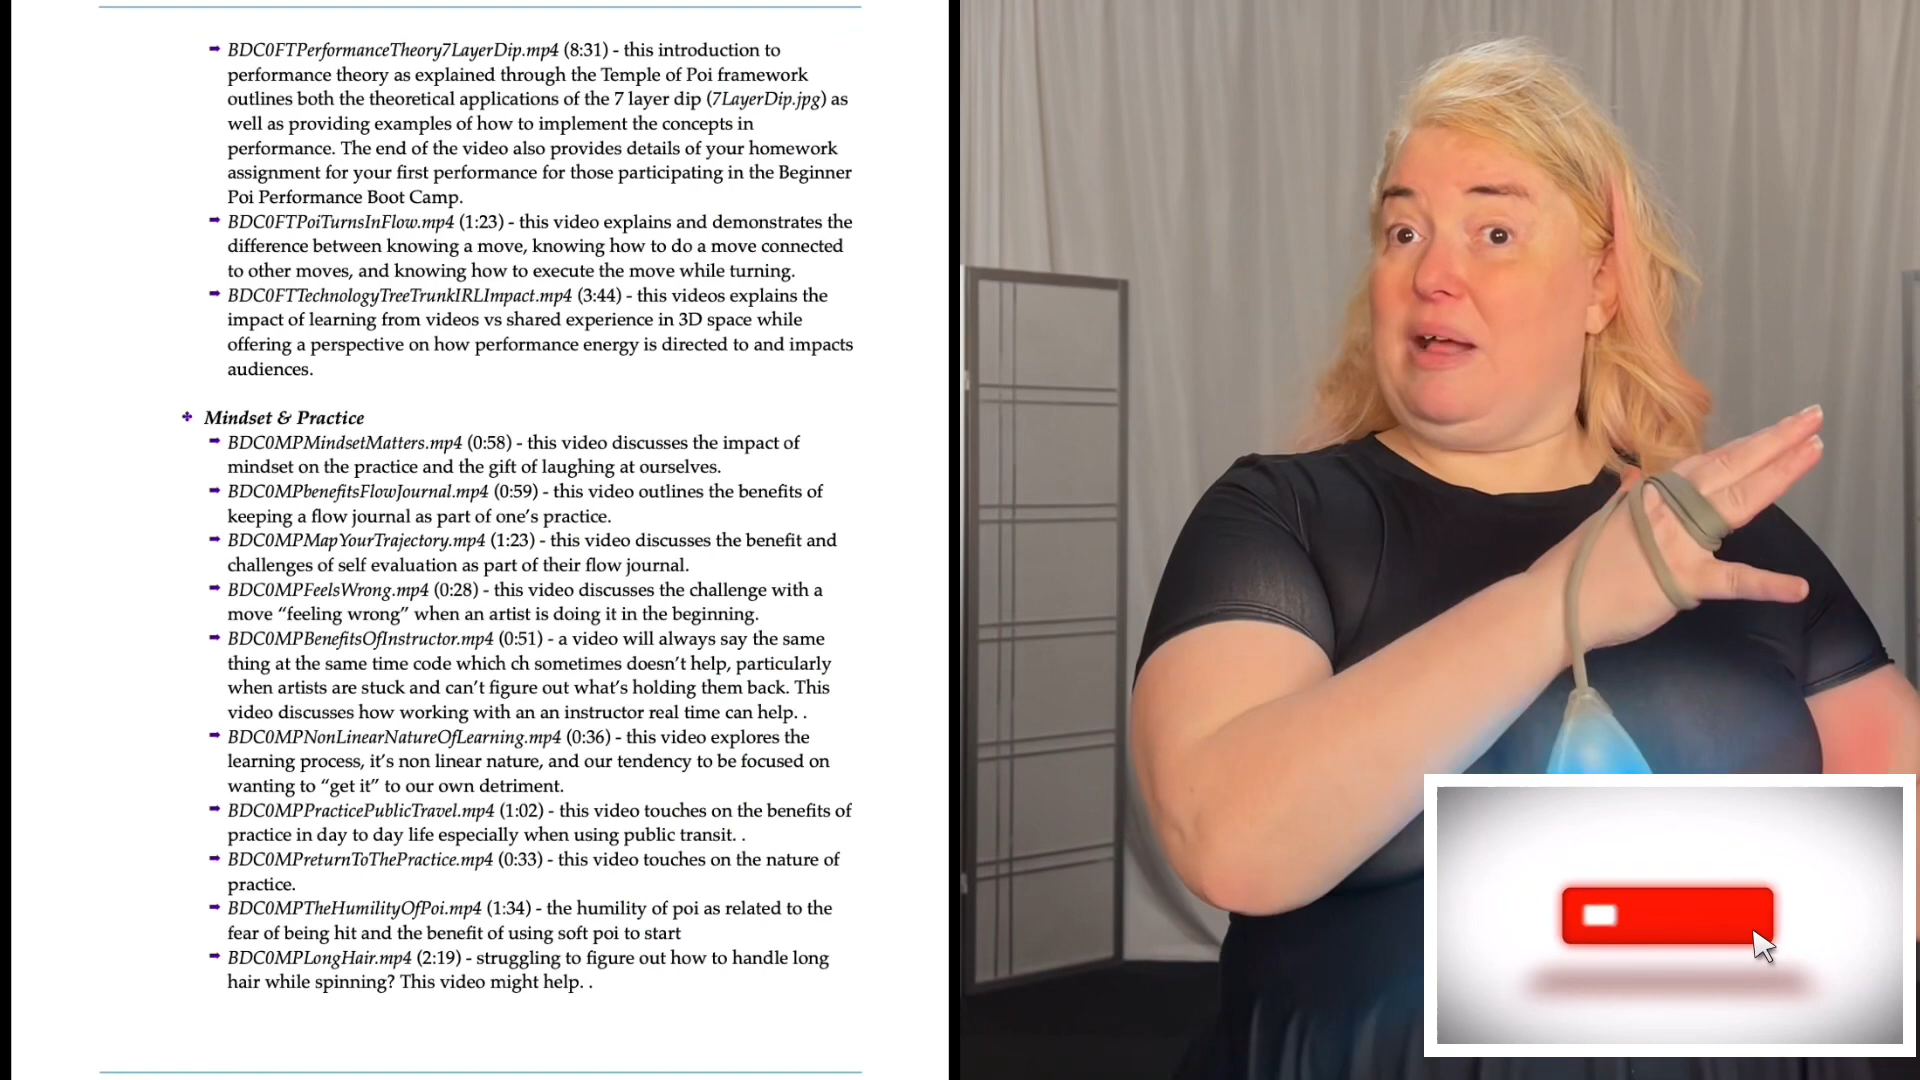 ➡ BDC0FTPerformanceTheory7LayerDip.mp4 (8:31) - this introduction to
performance theory as explained through the Temple of Poi framework
outlines both the theoretical applications of the 7 layer dip (7LayerDip.jpg) as
well as providing examples of how to implement the concepts in
performance. The end of the video also provides details of your homework
assignment for your first performance for those participating in the Beginner
Poi Performance Boot Camp.
➡ BDC0FTPoiTurnsInFlow.mp4 (1:23) - this video explains and demonstrates the
difference between knowing a move, knowing how to do a move connected
to other moves, and knowing how to execute the move while turning.
➡ BDC0FTTechnologyTreeTrunkIRLImpact.mp4 (3:44) - this videos explains the
impact of learning from videos vs shared experience in 3D space while
offering a perspective on how performance energy is directed to and impacts
audiences.
✤ Mindset & Practice
➡ BDC0MPMindsetMatters.mp4 (0:58) - this video discusses the impact of
mindset on the practice and the gift of laughing at ourselves.
➡ BDC0MPbenefitsFlowJournal.mp4 (0:59) - this video outlines the benefits of
keeping a flow journal as part of one's practice.
➡ BDC0MPMapYourTrajectory.mp4 (1:23) - this video discusses the benefit and
challenges of self evaluation as part of their flow journal.
➡ BDC0MPFeelsWrong.mp4 (0:28) - this video discusses the challenge with a
move “feeling wrong” when an artist is doing it in the beginning.
➡ BDC0MPBenefitsOfInstructor.mp4 (0:51) - a video will always say the same
thing at the same time code which ch sometimes doesn't help, particularly
when artists are stuck and can't figure out what's holding them back. This
video discusses how working with an an instructor real time can help. .
➡ BDC0MPNonLinearNatureOfLearning.mp4 (0:36) - this video explores the
learning process, it's non linear nature, and our tendency to be focused on
wanting to “get it” to our own detriment.
➡ BDC0MPPracticePublicTravel.mp4 (1:02) - this video touches on the benefits of
practice in day to day life especially when using public transit. .
➡ BDC0MPreturnToThePractice.mp4 (0:33) - this video touches on the nature of
practice.
➡ BDC0MPTheHumilityOfPoi.mp4 (1:34) - the humility of poi as related to the
fear of being hit and the benefit of using soft poi to start
➡ BDC0MPLongHair.mp4 (2:19) - struggling to figure out how to handle long
hair while spinning? This video might help. .